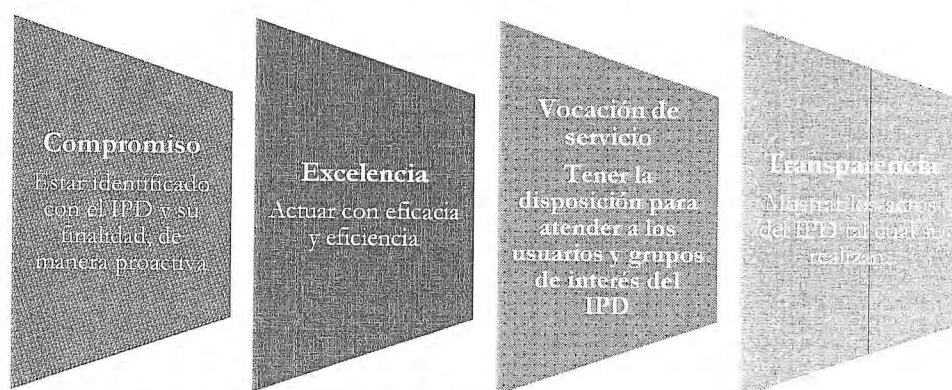 Compromiso
Estar identificado
con el IPD y su
finalidad, de
manera proactiva
Excelencia
Actuar con eficacia
y eficiencia
Vocación de
servicio
Tener la
disposición para
atender a los
usuarios y grupos
de interés del
IPD
Transparencia
Mostrar los actos
del IPD tal cual se
realizan.